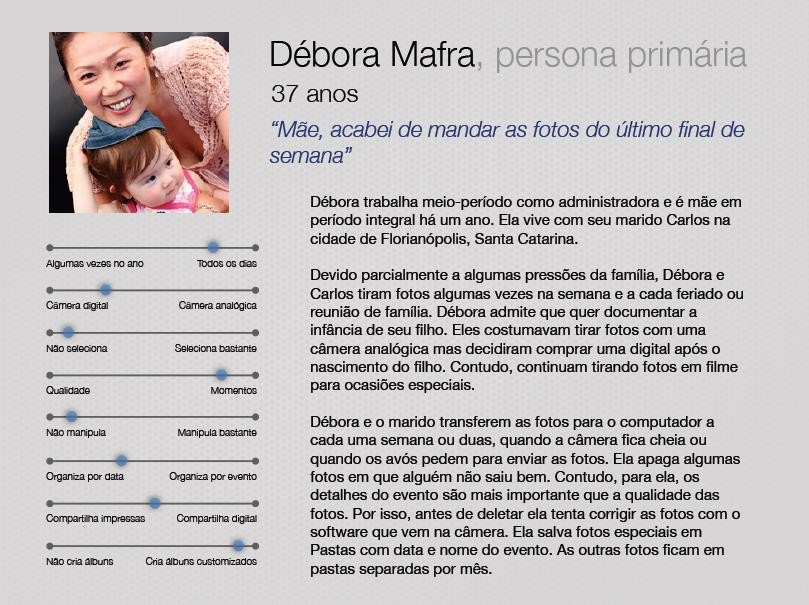 Débora Mafra, persona primária
37 anos
“Mãe, acabei de mandar as fotos do último final de
semana”
Débora trabalha meio-período como administradora e é mãe em
período integral há um ano. Ela vive com seu marido Carlos na
cidade de Florianópolis, Santa Catarina.
Devido parcialmente a algumas pressões da família, Débora e
Carlos tiram fotos algumas vezes na semana e a cada feriado ou
reunião de família. Débora admite que quer documentar a
infância de seu filho. Eles costumavam tirar fotos com uma
câmera analógica mas decidiram comprar uma digital após o
nascimento do filho. Contudo, continuam tirando fotos em filme
para ocasiões especiais.
Débora e o marido transferem as fotos para o computador a
cada uma semana ou duas, quando a câmera fica cheia ou
quando os avós pedem para enviar as fotos. Ela apaga algumas
fotos em que alguém não saiu bem. Contudo, para ela, os
detalhes do evento são mais importante que a qualidade das
fotos. Por isso, antes de deletar ela tenta corrigir as fotos com o
software que vem na câmera. Ela salva fotos especiais em
Pastas com data e nome do evento. As outras fotos ficam em
pastas separadas por mês.
Algumas vezes no ano Todos os dias
Câmera digital Câmera analógica
Não seleciona Seleciona bastante
Qualidade Momentos
Não manipula Manipula bastante
Organiza por data Organiza por evento
Compartilha impressas Compartilha digital
Não cria álbuns Cria álbuns customizados